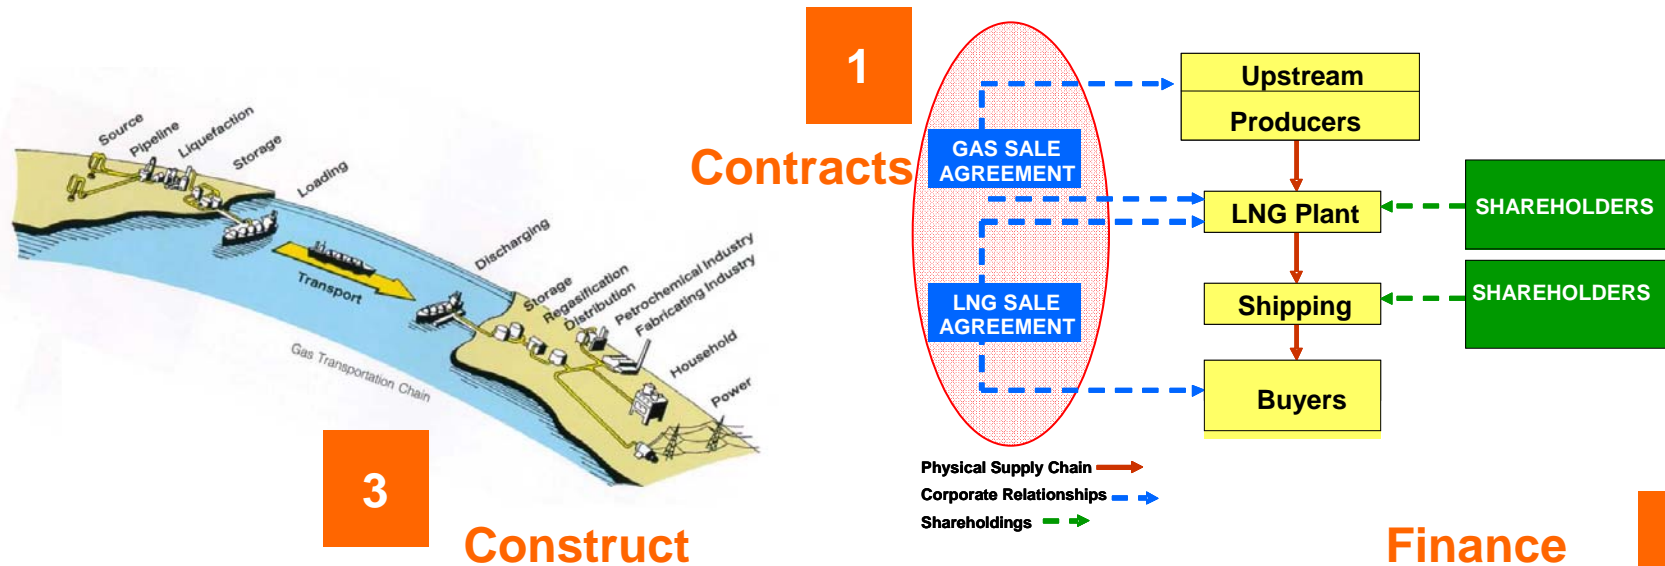 Source
Pipeline
Liquefaction
Storage
Loading
Transport
Discharging
Storage
Regasification
Distribution
Petrochemical Industry
Fabricating Industry
Household
Power
Gas Transportation Chain
3
Construct
1
Contracts
GAS SALE
AGREEMENT
LNG SALE
AGREEMENT
Upstream
Producers
LNG Plant
Shipping
Buyers
SHAREHOLDERS
SHAREHOLDERS
Physical Supply Chain
Corporate Relationships
Shareholdings
Finance